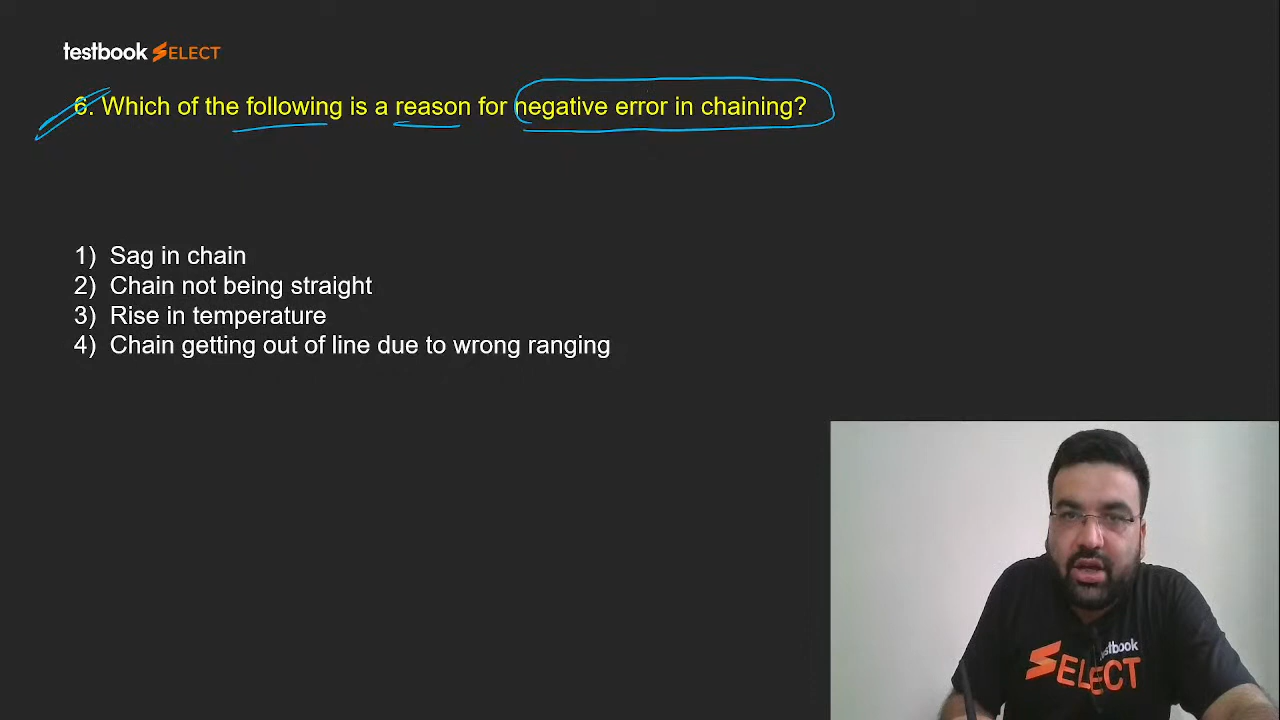 testbook SELECT
6. Which of the following is a reason for negative error in chaining?
1) Sag in chain
2) Chain not being straight
3) Rise in temperature
4) Chain getting out of line due to wrong ranging
testbook
SELECT